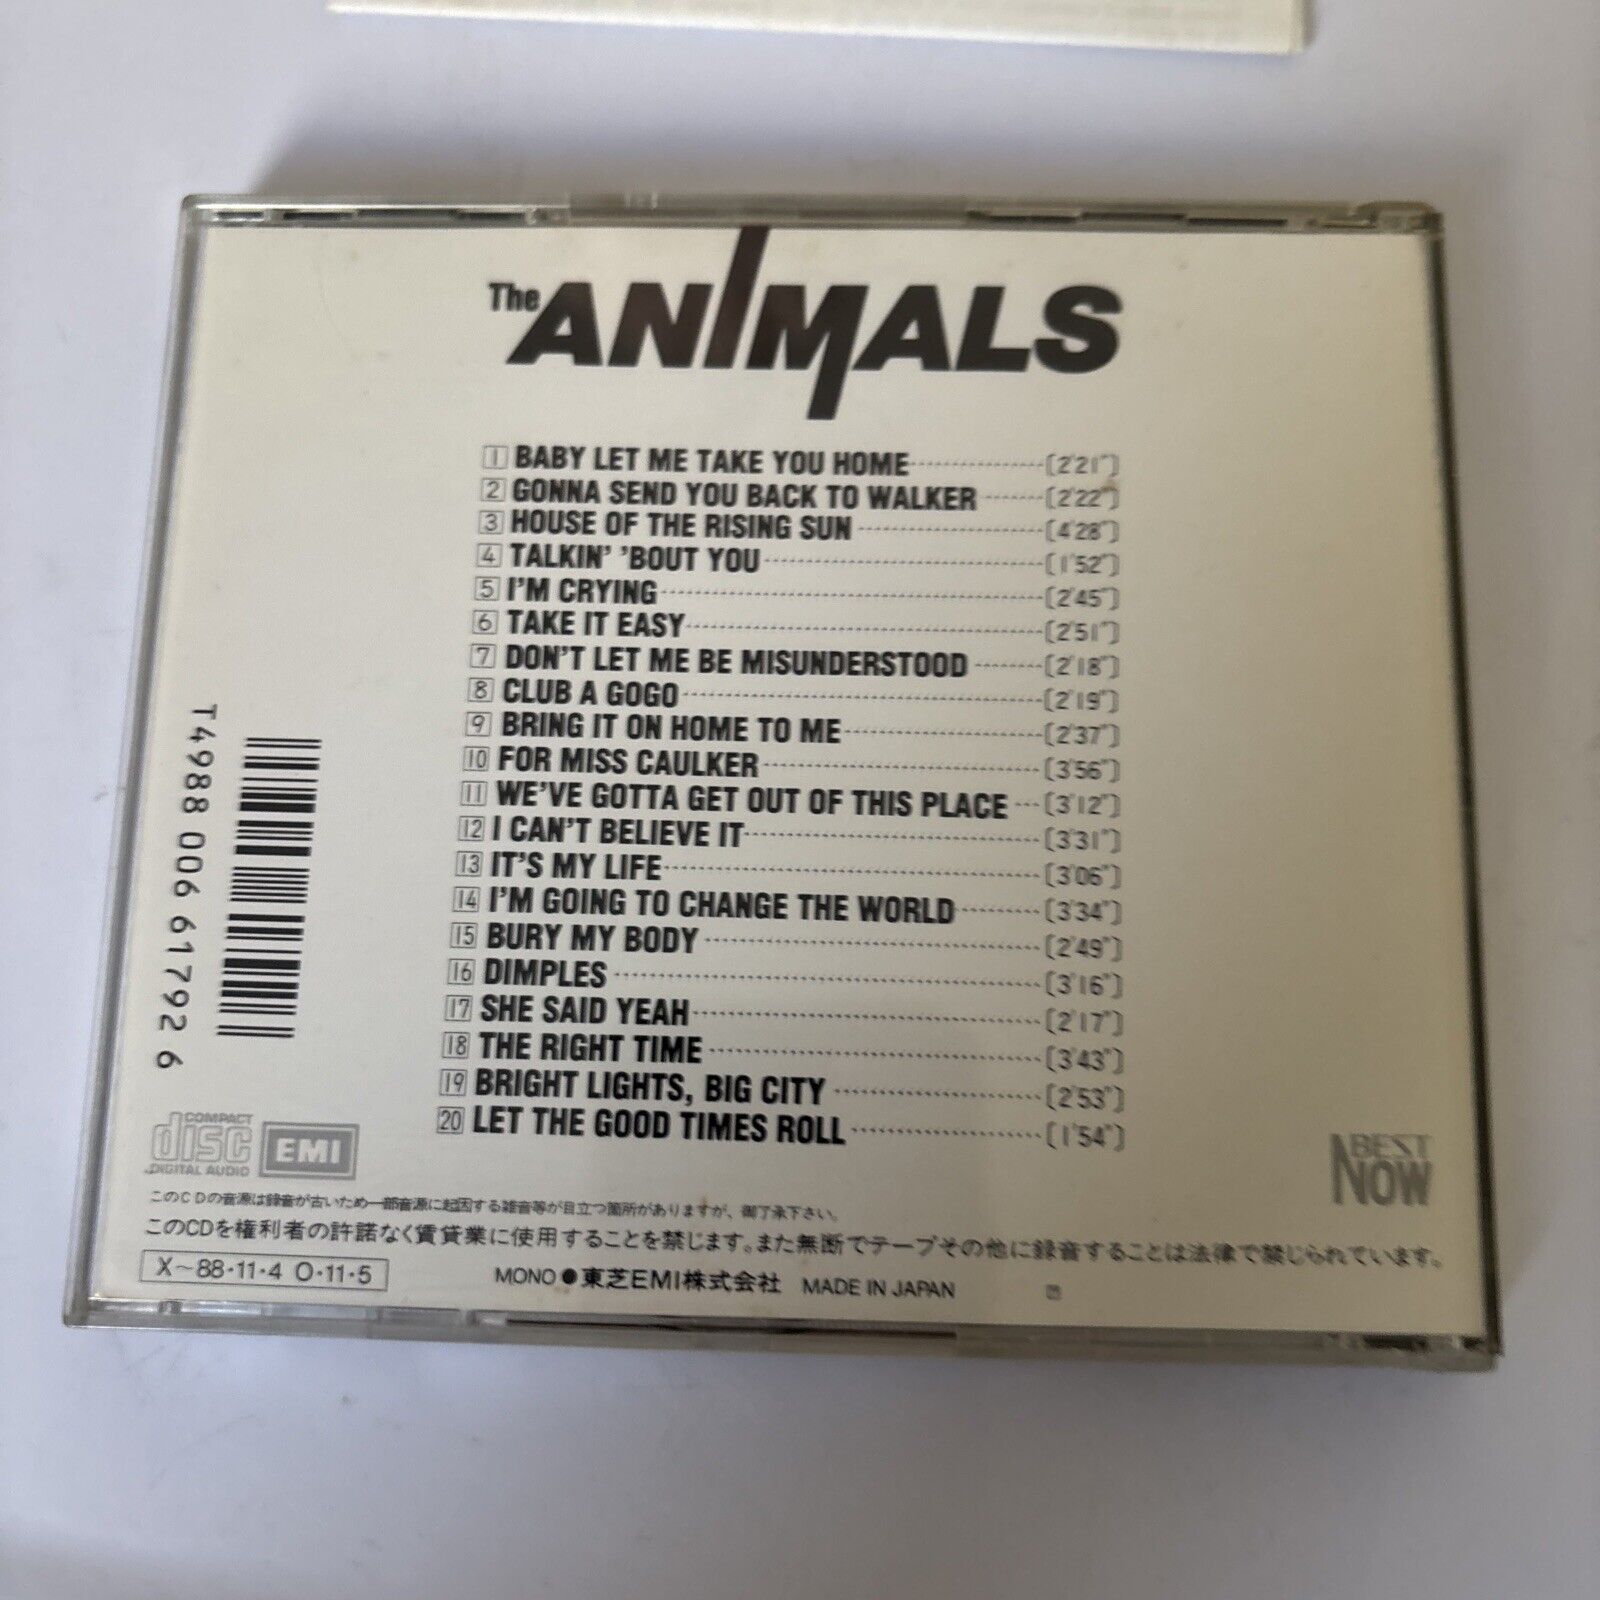 The ANIMALS
1 BABY LET ME TAKE YOU HOME [2'21"]
2 GONNA SEND YOU BACK TO WALKER [2'22"]
3 HOUSE OF THE RISING SUN [4'28"]
4 TALKIN' 'BOUT YOU [1'52"]
5 I'M CRYING [2'45"]
6 TAKE IT EASY [2'51"]
7 DON'T LET ME BE MISUNDERSTOOD [2'18"]
8 CLUB A GOGO [2'19"]
9 BRING IT ON HOME TO ME [2'37"]
10 FOR MISS CAULKER [3'56"]
11 WE'VE GOTTA GET OUT OF THIS PLACE [3'12"]
12 I CAN'T BELIEVE IT [3'31"]
13 IT'S MY LIFE [3'06"]
14 I'M GOING TO CHANGE THE WORLD [3'34"]
15 BURY MY BODY [2'49"]
16 DIMPLES [3'16"]
17 SHE SAID YEAH [2'17"]
18 THE RIGHT TIME [3'43"]
19 BRIGHT LIGHTS, BIG CITY [2'53"]
20 LET THE GOOD TIMES ROLL [1'54"]
T4988 006 61792 6
COMPACT
disc
DIGITAL AUDIO
EMI
BEST
NOW
このCDの音源は録音が古いため一部音源に起因する雑音等が目立つ箇所がありますが、御了承下さい。
このCDを権利者の許諾なく賃貸業に使用することを禁じます。また無断でテープその他に録音することは法律で禁じられています。
X〜88・11・4 O・11・5
MONO ● 東芝EMI株式会社 MADE IN JAPAN